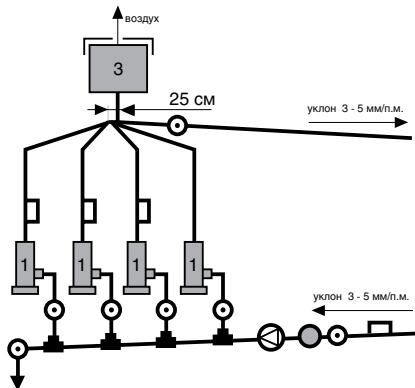 воздух
3
25 см
уклон 3 - 5 мм/п.м.
1 1 1 1
уклон 3 - 5 мм/п.м.